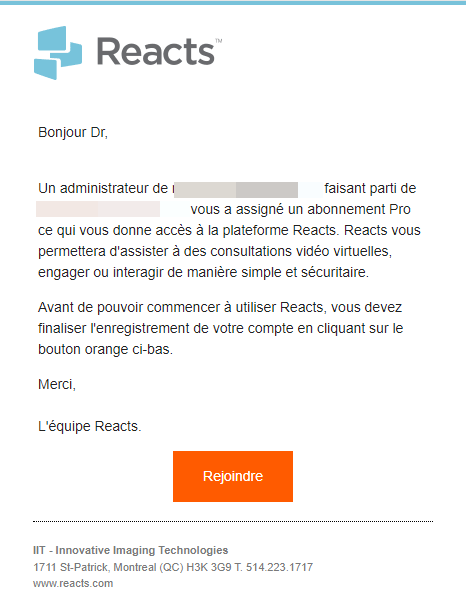 Reacts™
Bonjour Dr,
Un administrateur de faisant parti de
vous a assigné un abonnement Pro
ce qui vous donne accès à la plateforme Reacts. Reacts vous
permettera d'assister à des consultations vidéo virtuelles,
engager ou interagir de manière simple et sécuritaire.
Avant de pouvoir commencer à utiliser Reacts, vous devez
finaliser l'enregistrement de votre compte en cliquant sur le
bouton orange ci-bas.
Merci,
L'équipe Reacts.
Rejoindre
IIT - Innovative Imaging Technologies
1711 St-Patrick, Montreal (QC) H3K 3G9 T. 514.223.1717
www.reacts.com